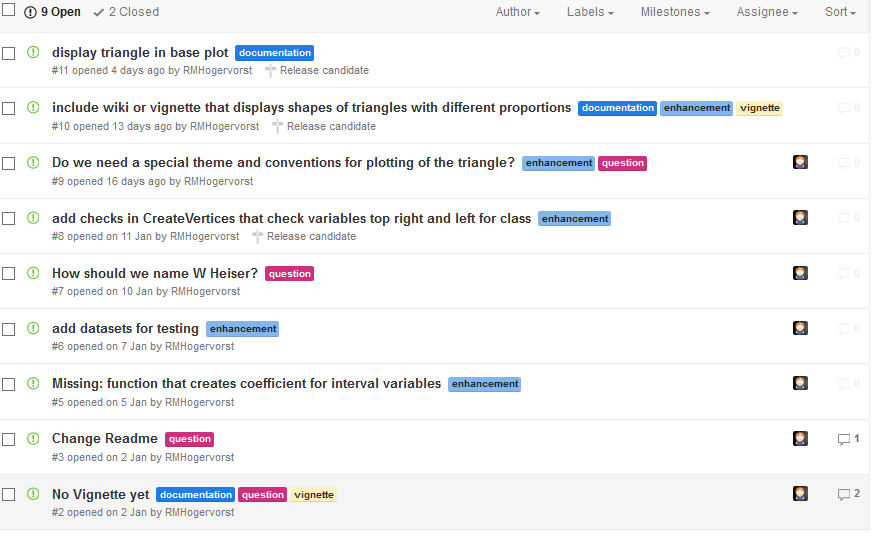 9 Open 2 Closed Author Labels Milestones Assignee Sort
display triangle in base plot documentation 0
#11 opened 4 days ago by RMHogervorst Release candidate
include wiki or vignette that displays shapes of triangles with different proportions documentation enhancement vignette 0
#10 opened 13 days ago by RMHogervorst Release candidate
Do we need a special theme and conventions for plotting of the triangle? enhancement question 0
#9 opened 16 days ago by RMHogervorst
add checks in CreateVertices that check variables top right and left for class enhancement 0
#8 opened on 11 Jan by RMHogervorst Release candidate
How should we name W Heiser? question 0
#7 opened on 10 Jan by RMHogervorst
add datasets for testing enhancement 0
#6 opened on 7 Jan by RMHogervorst
Missing: function that creates coefficient for interval variables enhancement 0
#5 opened on 5 Jan by RMHogervorst
Change Readme question 1
#3 opened on 2 Jan by RMHogervorst
No Vignette yet documentation question vignette 2
#2 opened on 2 Jan by RMHogervorst